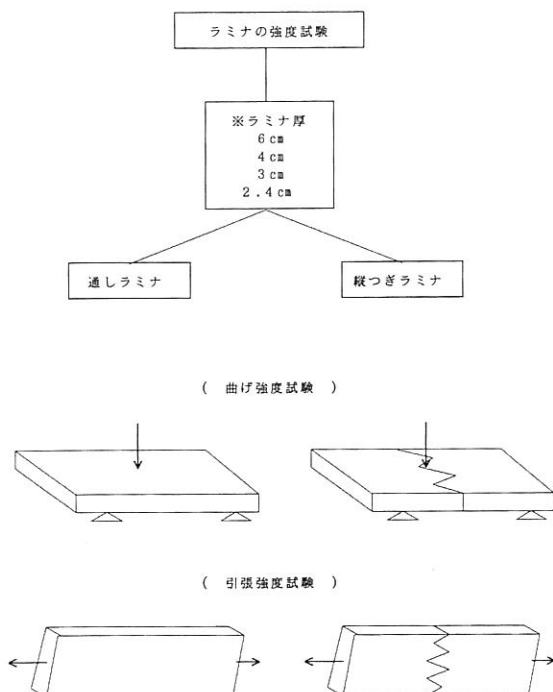 ラミナの強度試験
※ラミナ厚
6cm
4cm
3cm
2.4cm
通しラミナ
縦つぎラミナ
( 曲げ強度試験 )
( 引張強度試験 )